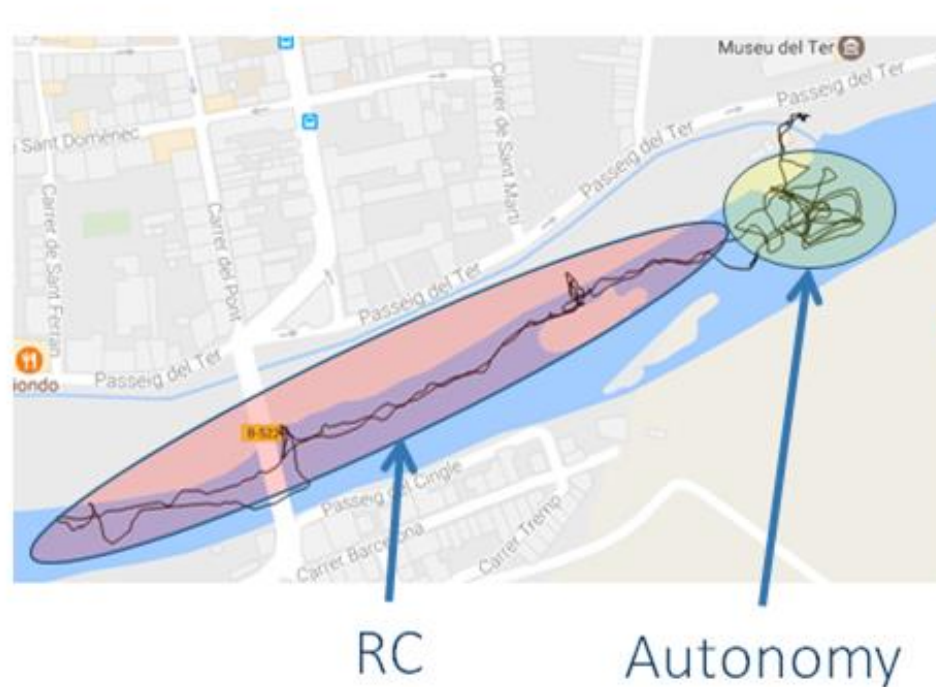 Museu del Ter
Passeig del Ter
e Sant Domènec
Carrer de Sant Martí
Passeig del Ter
Carrer de Sant Ferran
Carrer del Pont
Passeig del Ter
iondo
Passeig del Ter
B-522
Passeig del Cingle
Carrer Barcelona
Carrer Tremp
RC
Autonomy